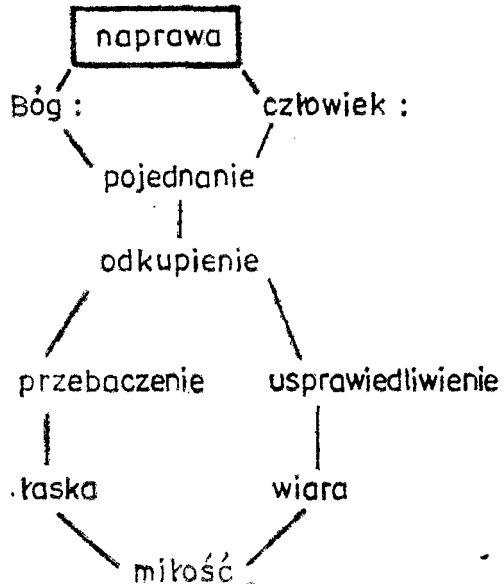 naprawa
Bóg : człowiek :
pojednanie
odkupienie
przebaczenie usprawiedliwienie
łaska wiara
miłość